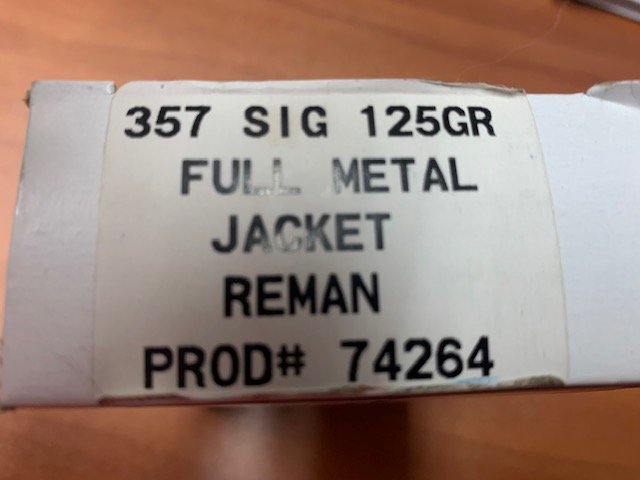 357 SIG 125GR
FULL METAL
JACKET
REMAN
PROD# 74264